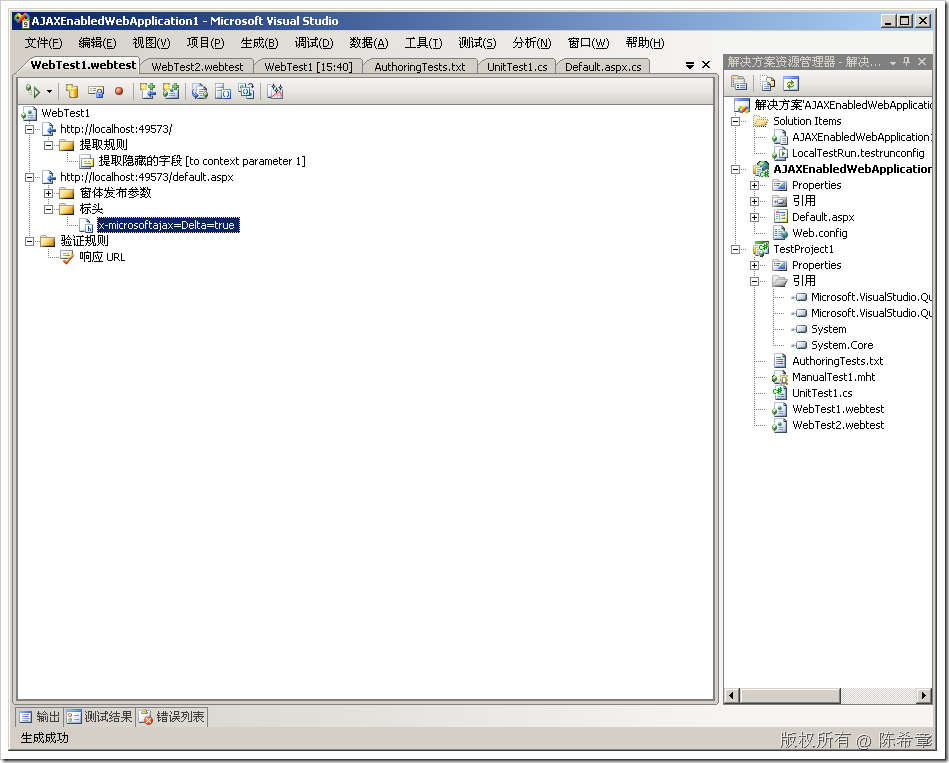 AJAXEnabledWebApplication1 - Microsoft Visual Studio
文件(F) 编辑(E) 视图(V) 项目(P) 生成(B) 调试(D) 数据(A) 工具(T) 测试(S) 分析(N) 窗口(W) 帮助(H)
WebTest1.webtest WebTest2.webtest WebTest1 [15:40] AuthoringTests.txt UnitTest1.cs Default.aspx.cs
WebTest1
http://localhost:49573/
提取规则
提取隐藏的字段 [to context parameter 1]
http://localhost:49573/default.aspx
窗体发布参数
标头
x-microsoftajax=Delta=true
验证规则
响应 URL
解决方案资源管理器 - 解决...
解决方案'AJAXEnabledWebApplicatio
Solution Items
AJAXEnabledWebApplication1
LocalTestRun.testrunconfig
AJAXEnabledWebApplication
Properties
引用
Default.aspx
Web.config
TestProject1
Properties
引用
Microsoft.VisualStudio.Qu
Microsoft.VisualStudio.Qu
System
System.Core
AuthoringTests.txt
ManualTest1.mht
UnitTest1.cs
WebTest1.webtest
WebTest2.webtest
输出 测试结果 错误列表
生成成功
版权所有 @ 陈希章